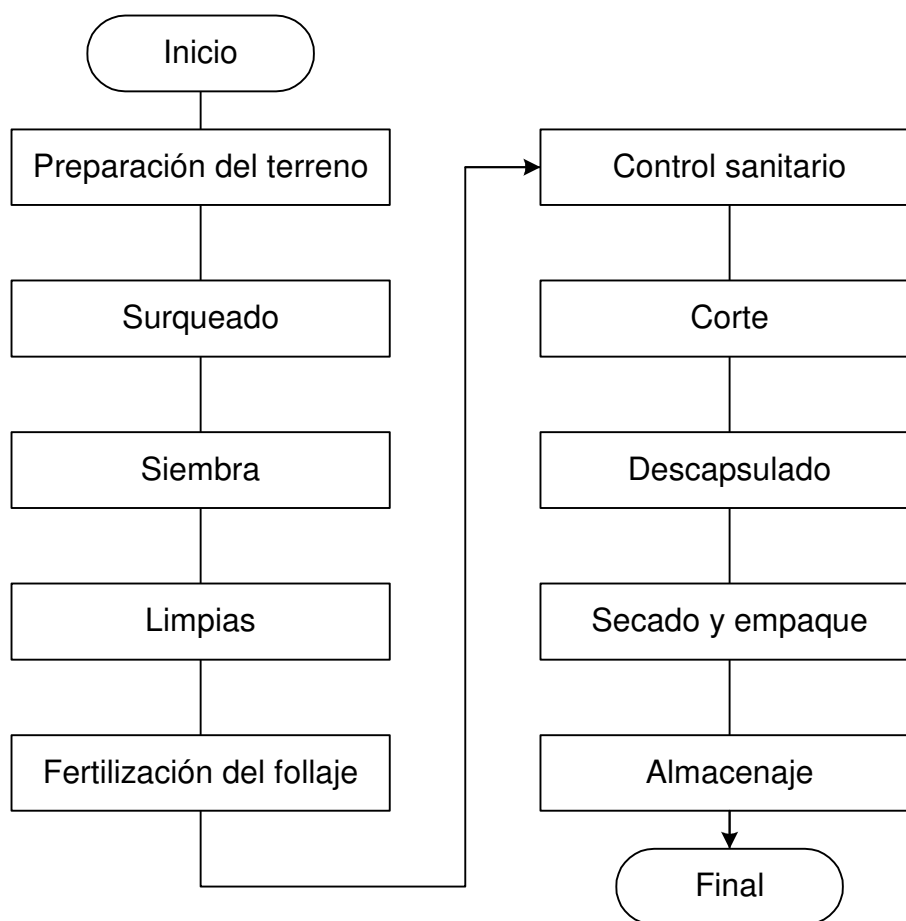 Inicio
Preparación del terreno
Surqueado
Siembra
Limpias
Fertilización del follaje
Control sanitario
Corte
Descapsulado
Secado y empaque
Almacenaje
Final